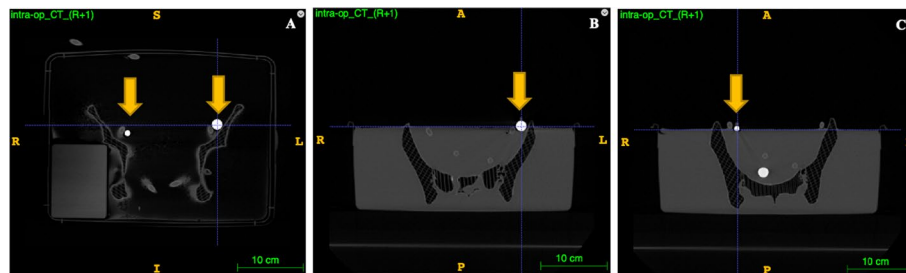 intra-op_CT_(R+1)
S
A
R
L
10 cm
I
intra-op_CT_(R+1)
A
B
R
L
10 cm
P
intra-op_CT_(R+1)
A
C
R
L
10 cm
P